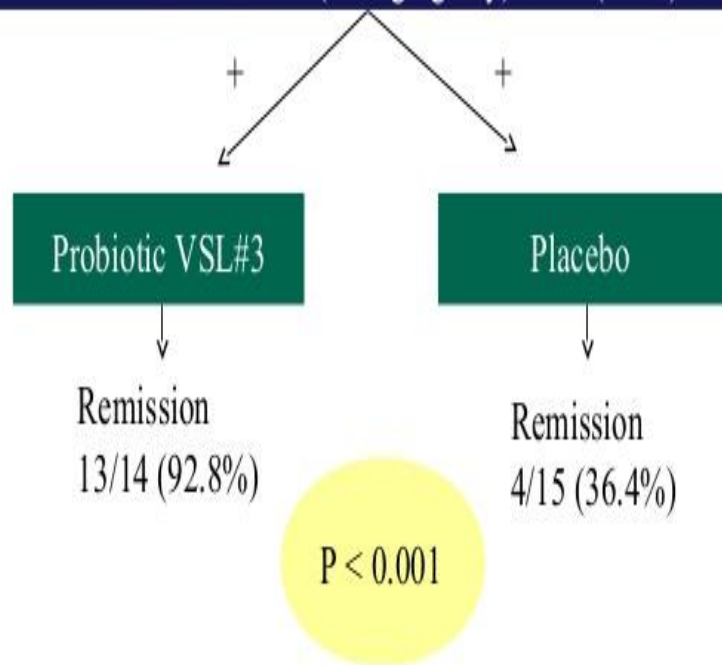 + +
Probiotic VSL#3
Placebo
Remission
13/14 (92.8%)
Remission
4/15 (36.4%)
P < 0.001